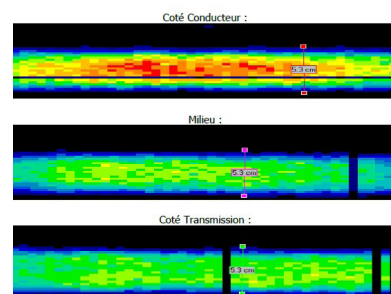 Coté Conducteur :
5.3 cm
Milieu :
5.3 cm
Coté Transmission :
5.3 cm